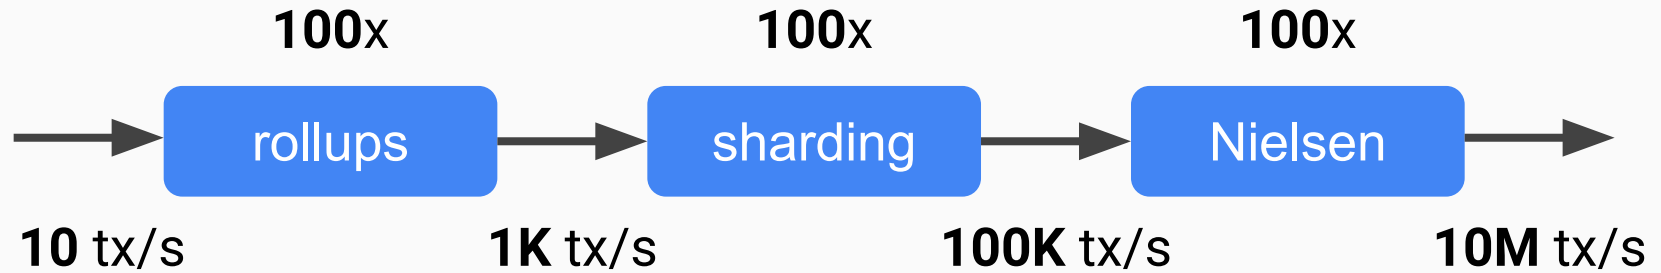 100x 100x 100x
rollups sharding Nielsen
10 tx/s 1K tx/s 100K tx/s 10M tx/s